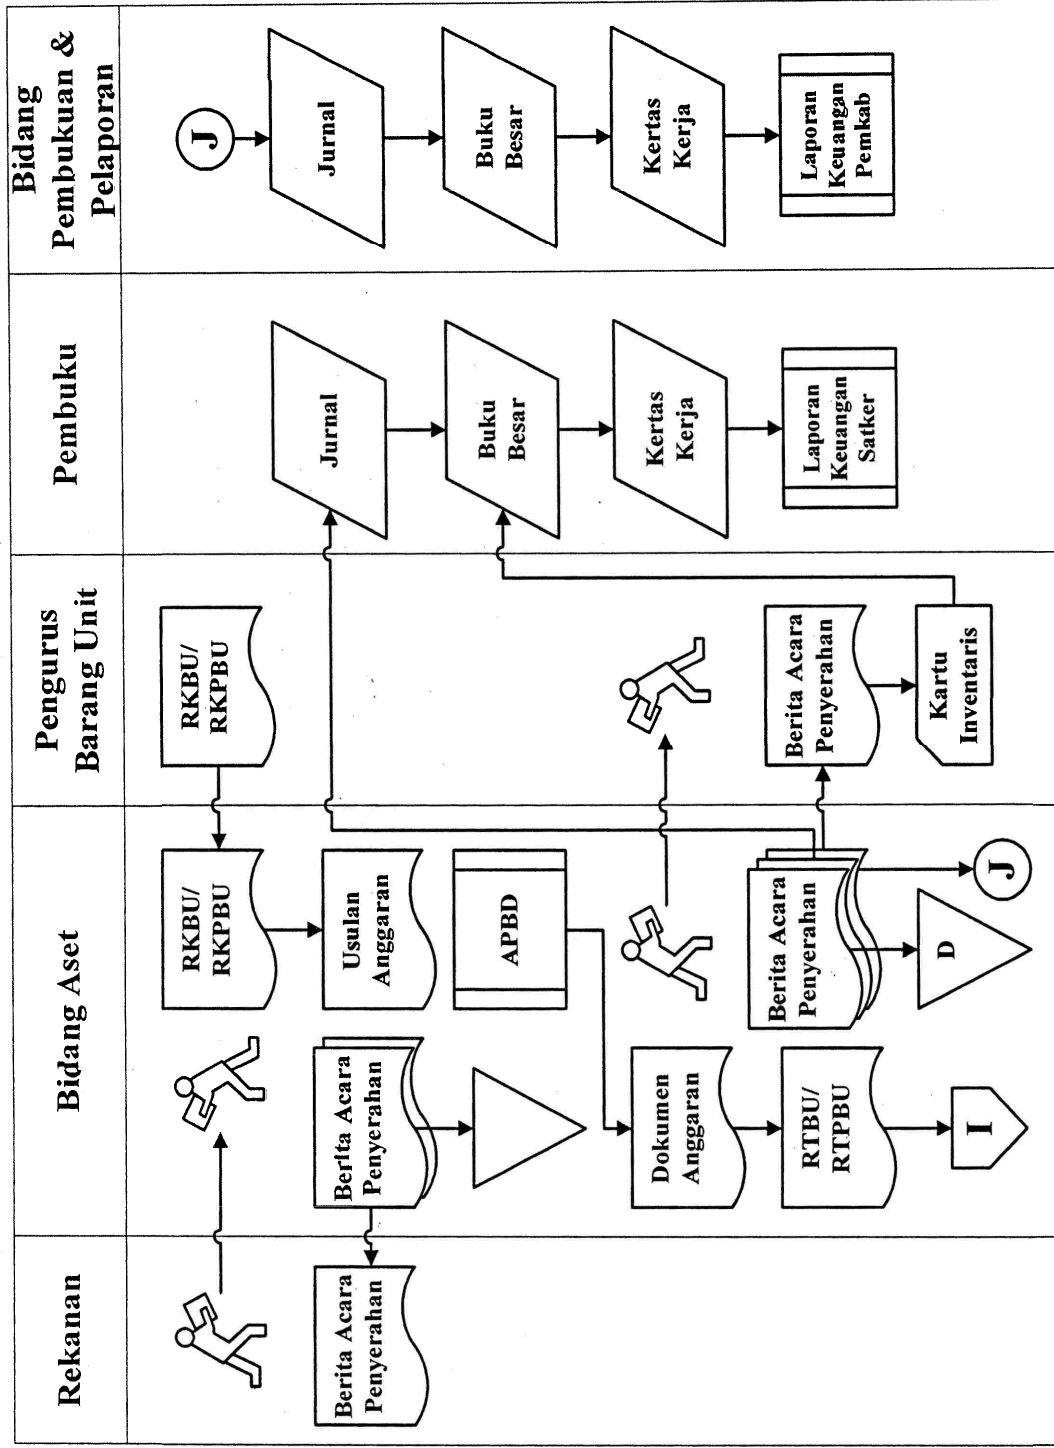 Rekanan
Bidang Aset
Pengurus
Barang Unit
Pembuku
Bidang
Pembukuan &
Pelaporan
Berita Acara
Penyerahan
Berita Acara
Penyerahan
RKBU/
RKPBU
Usulan
Anggaran
APBD
Dokumen
Anggaran
RTBU/
RTPBU
I
Berita Acara
Penyerahan
D
J
RKBU/
RKPBU
Berita Acara
Penyerahan
Kartu
Inventaris
Jurnal
Buku
Besar
Kertas
Kerja
Laporan
Keuangan
Satker
J
Jurnal
Buku
Besar
Kertas
Kerja
Laporan
Keuangan
Pemkab